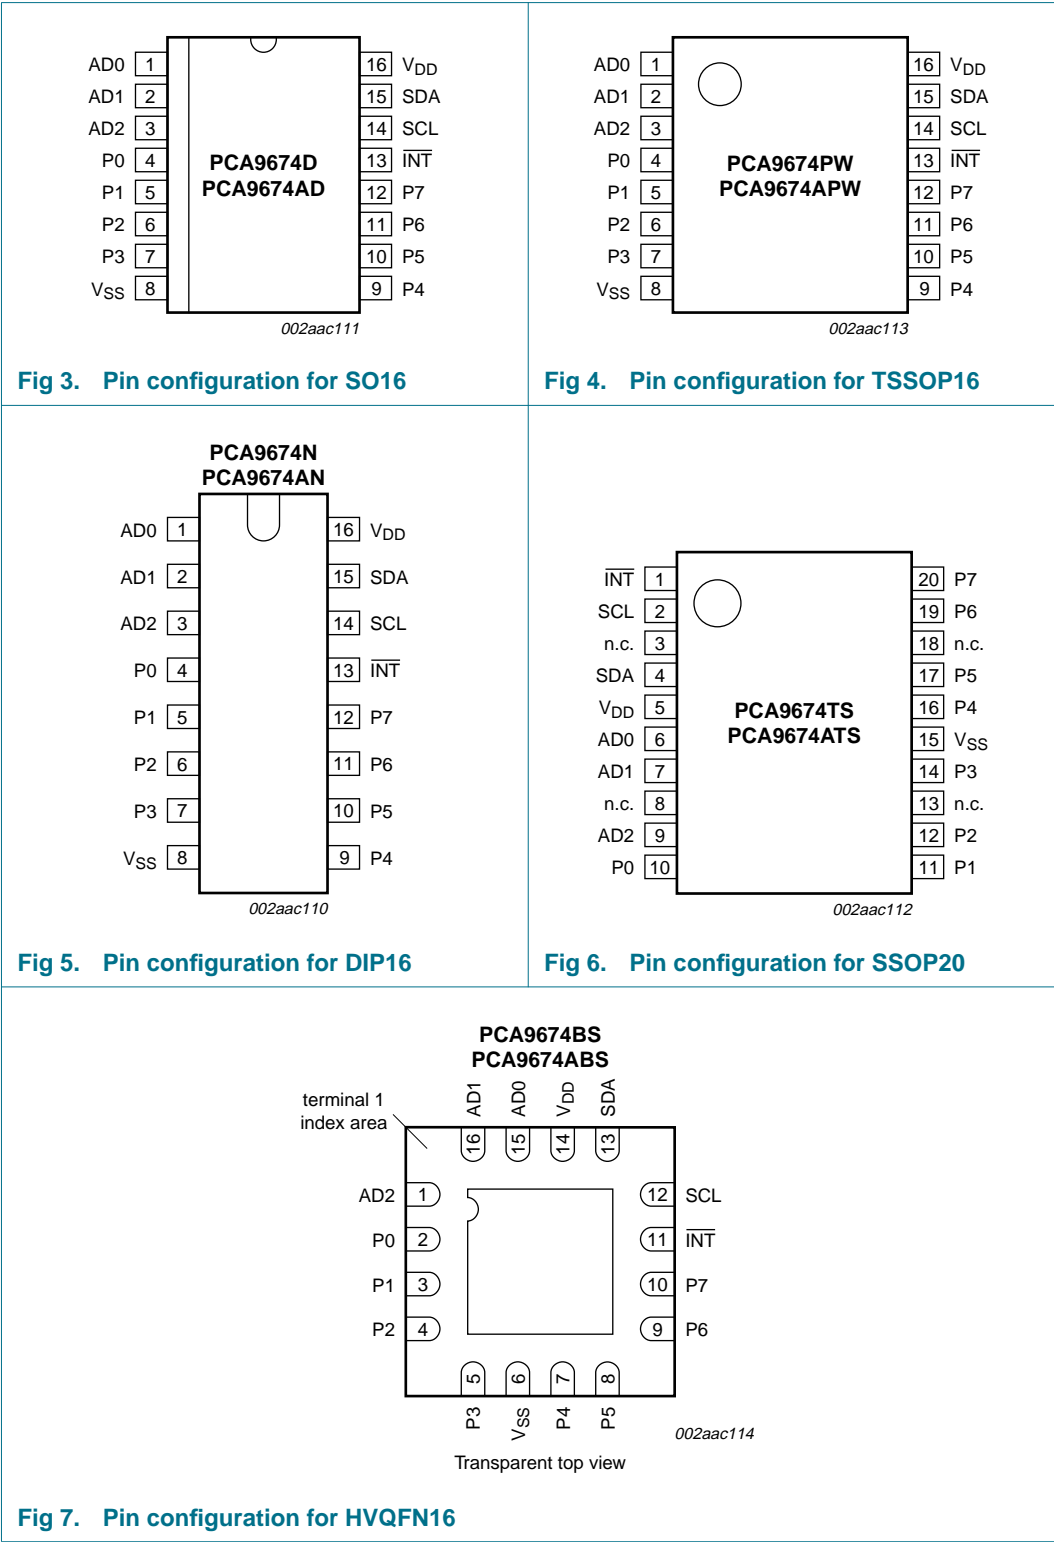 AD0 1 16 VDD
AD1 2 15 SDA
AD2 3 14 SCL
P0 4 13 INT
P1 5 12 P7
P2 6 11 P6
P3 7 10 P5
VSS 8 9 P4
PCA9674D
PCA9674AD
002aac111
Fig 3. Pin configuration for SO16
AD0 1 16 VDD
AD1 2 15 SDA
AD2 3 14 SCL
P0 4 13 INT
P1 5 12 P7
P2 6 11 P6
P3 7 10 P5
VSS 8 9 P4
PCA9674PW
PCA9674APW
002aac113
Fig 4. Pin configuration for TSSOP16
PCA9674N
PCA9674AN
AD0 1 16 VDD
AD1 2 15 SDA
AD2 3 14 SCL
P0 4 13 INT
P1 5 12 P7
P2 6 11 P6
P3 7 10 P5
VSS 8 9 P4
002aac110
Fig 5. Pin configuration for DIP16
INT 1 20 P7
SCL 2 19 P6
n.c. 3 18 n.c.
SDA 4 17 P5
VDD 5 16 P4
AD0 6 15 VSS
AD1 7 14 P3
n.c. 8 13 n.c.
AD2 9 12 P2
P0 10 11 P1
PCA9674TS
PCA9674ATS
002aac112
Fig 6. Pin configuration for SSOP20
PCA9674BS
PCA9674ABS
terminal 1
index area
AD1 AD0 VDD SDA
16 15 14 13
AD2 1 12 SCL
P0 2 11 INT
P1 3 10 P7
P2 4 9 P6
5 6 7 8
P3 VSS P4 P5
002aac114
Transparent top view
Fig 7. Pin configuration for HVQFN16